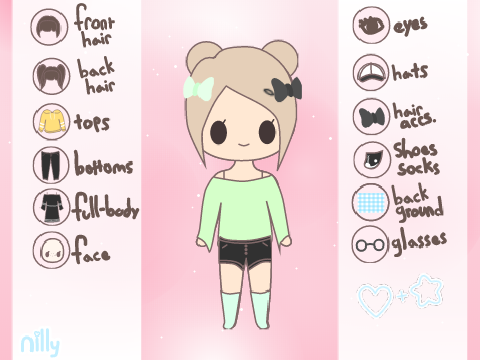 front
hair
back
hair
tops
bottoms
full-body
face
nilly
eyes
hats
hair
accs.
shoes
socks
back
ground
glasses